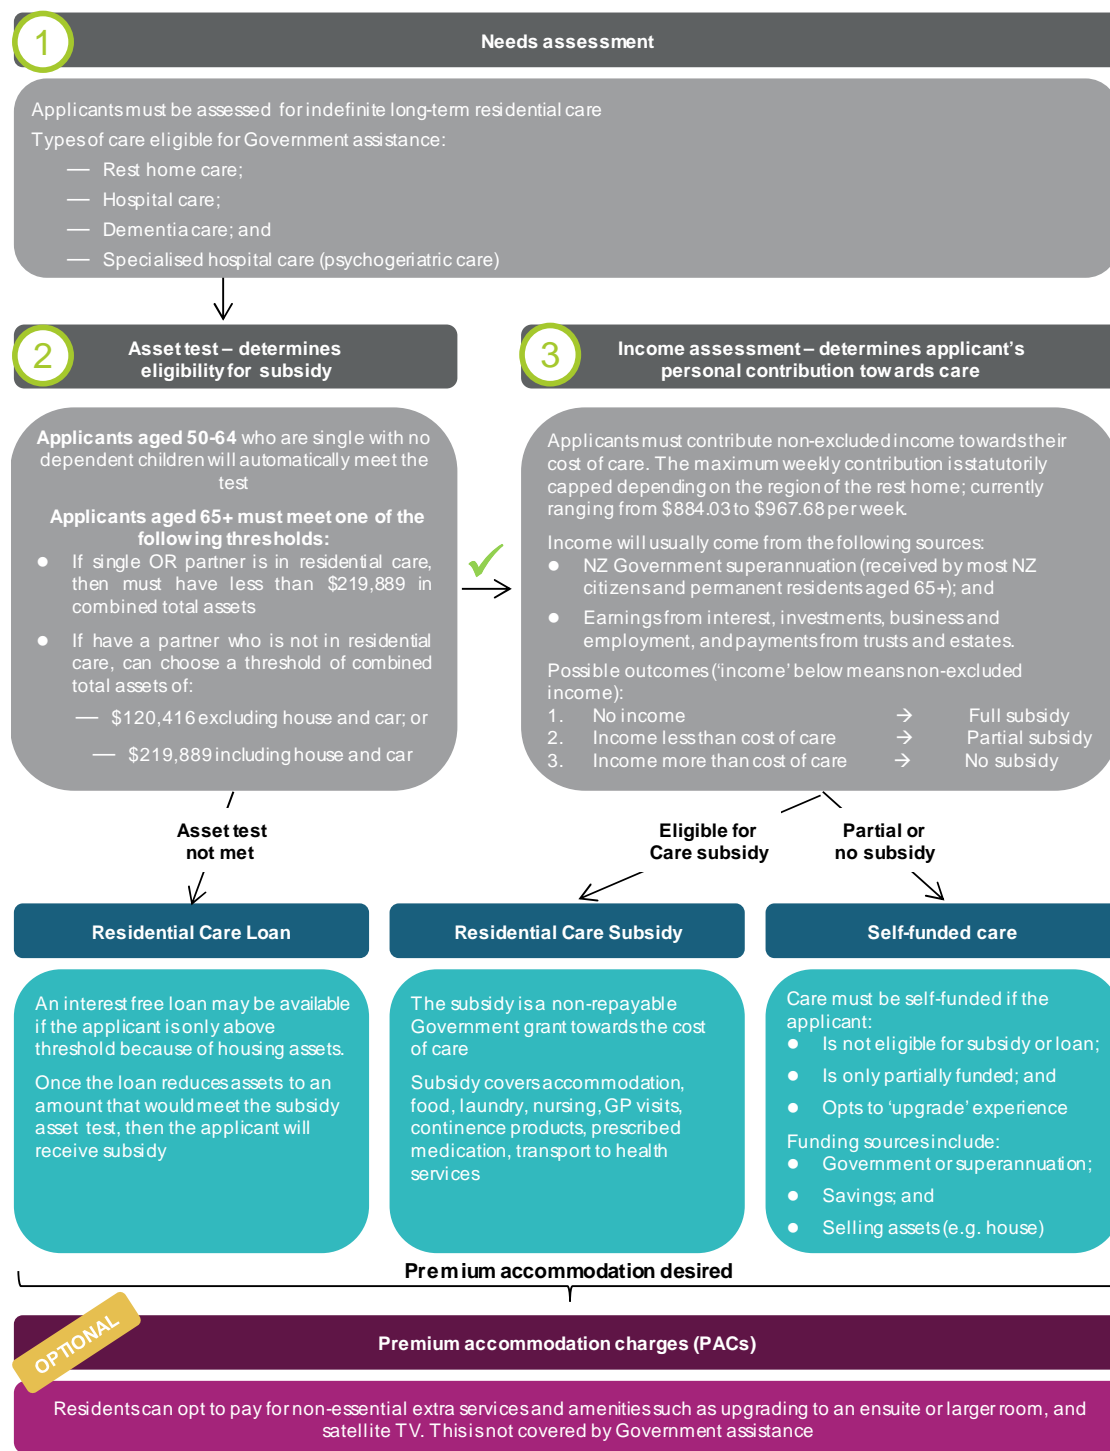 1
Needs assessment
Applicants must be assessed for indefinite long-term residential care
Types of care eligible for Government assistance:
— Rest home care;
— Hospital care;
— Dementia care; and
— Specialised hospital care (psychogeriatric care)
2
Asset test – determines
eligibility for subsidy
Applicants aged 50-64 who are single with no
dependent children will automatically meet the
test
Applicants aged 65+ must meet one of the
following thresholds:
● If single OR partner is in residential care,
then must have less than $219,889 in
combined total assets
● If have a partner who is not in residential
care, can choose a threshold of combined
total assets of:
— $120,416 excluding house and car; or
— $219,889 including house and car
3
Income assessment – determines applicant's
personal contribution towards care
Applicants must contribute non-excluded income towards their
cost of care. The maximum weekly contribution is statutorily
capped depending on the region of the rest home; currently
ranging from $884.03 to $967.68 per week.
Income will usually come from the following sources:
● NZ Government superannuation (received by most NZ
citizens and permanent residents aged 65+); and
● Earnings from interest, investments, business and
employment, and payments from trusts and estates.
Possible outcomes ('income' below means non-excluded
income):
1. No income → Full subsidy
2. Income less than cost of care → Partial subsidy
3. Income more than cost of care → No subsidy
Asset test
not met
Eligible for
Care subsidy
Partial or
no subsidy
Residential Care Loan
An interest free loan may be available
if the applicant is only above
threshold because of housing assets.
Once the loan reduces assets to an
amount that would meet the subsidy
asset test, then the applicant will
receive subsidy
Residential Care Subsidy
The subsidy is a non-repayable
Government grant towards the cost
of care
Subsidy covers accommodation,
food, laundry, nursing, GP visits,
continence products, prescribed
medication, transport to health
services
Self-funded care
Care must be self-funded if the
applicant:
● Is not eligible for subsidy or loan;
● Is only partially funded; and
● Opts to 'upgrade' experience
Funding sources include:
● Government or superannuation;
● Savings; and
● Selling assets (e.g. house)
Premium accommodation desired
OPTIONAL
Premium accommodation charges (PACs)
Residents can opt to pay for non-essential extra services and amenities such as upgrading to an ensuite or larger room, and
satellite TV. This is not covered by Government assistance